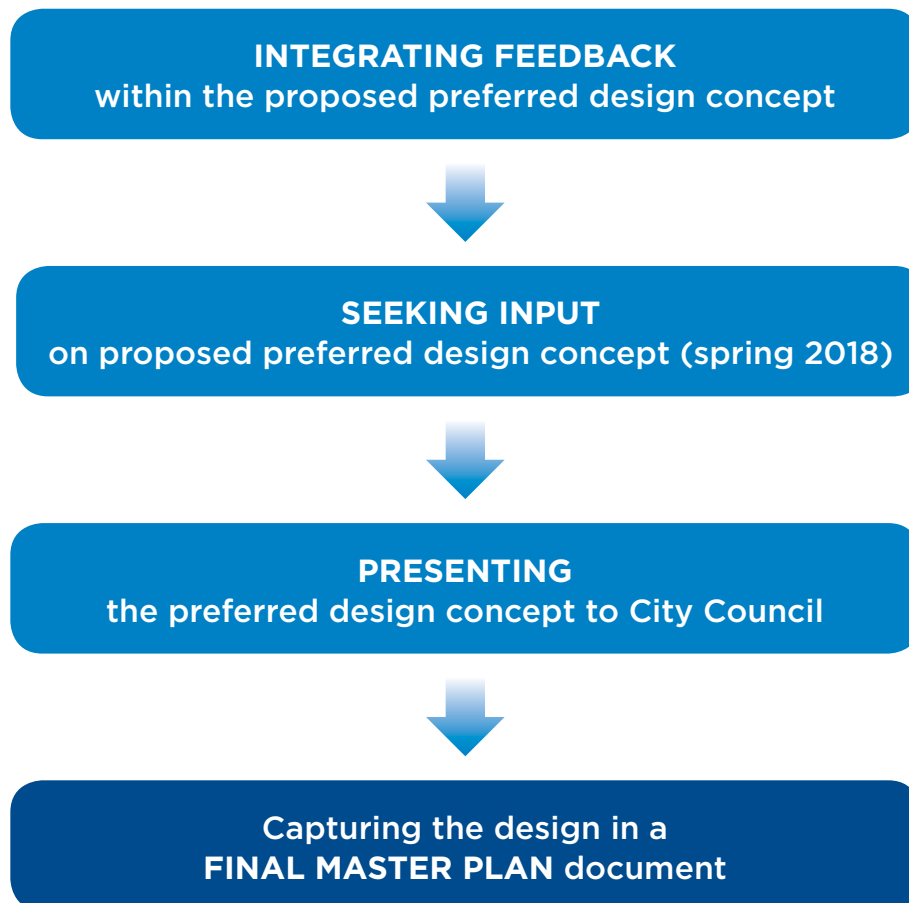 INTEGRATING FEEDBACK
within the proposed preferred design concept
SEEKING INPUT
on proposed preferred design concept (spring 2018)
PRESENTING
the preferred design concept to City Council
Capturing the design in a
FINAL MASTER PLAN document